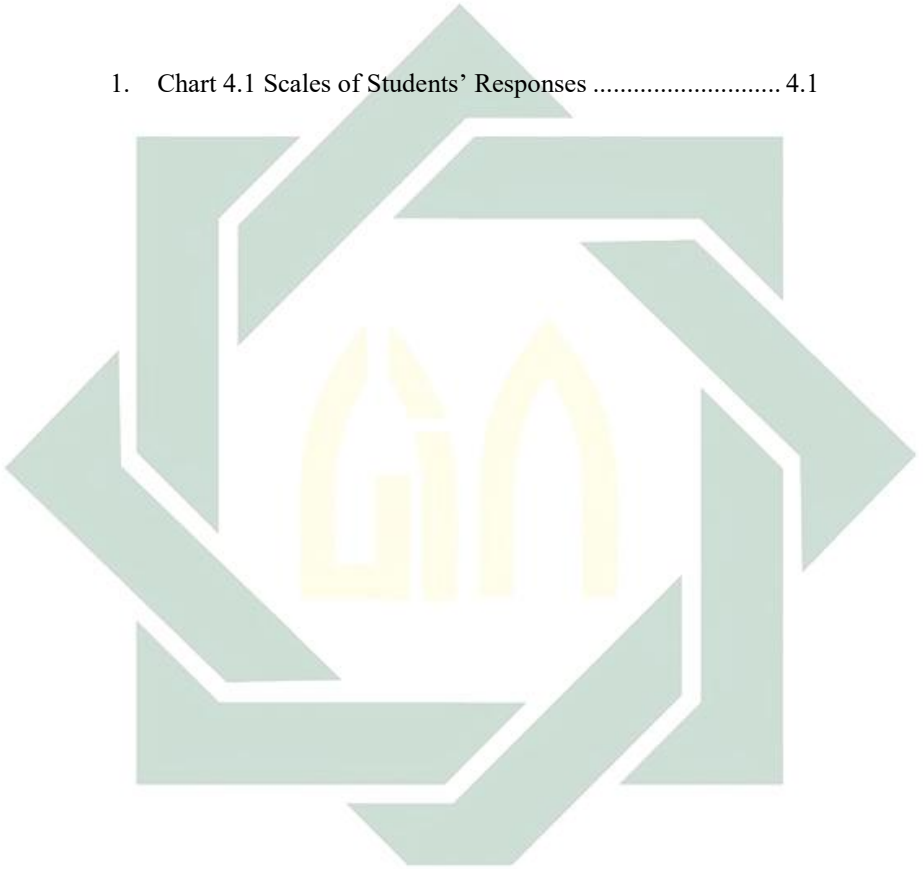 1. Chart 4.1 Scales of Students’ Responses ............................ 4.1